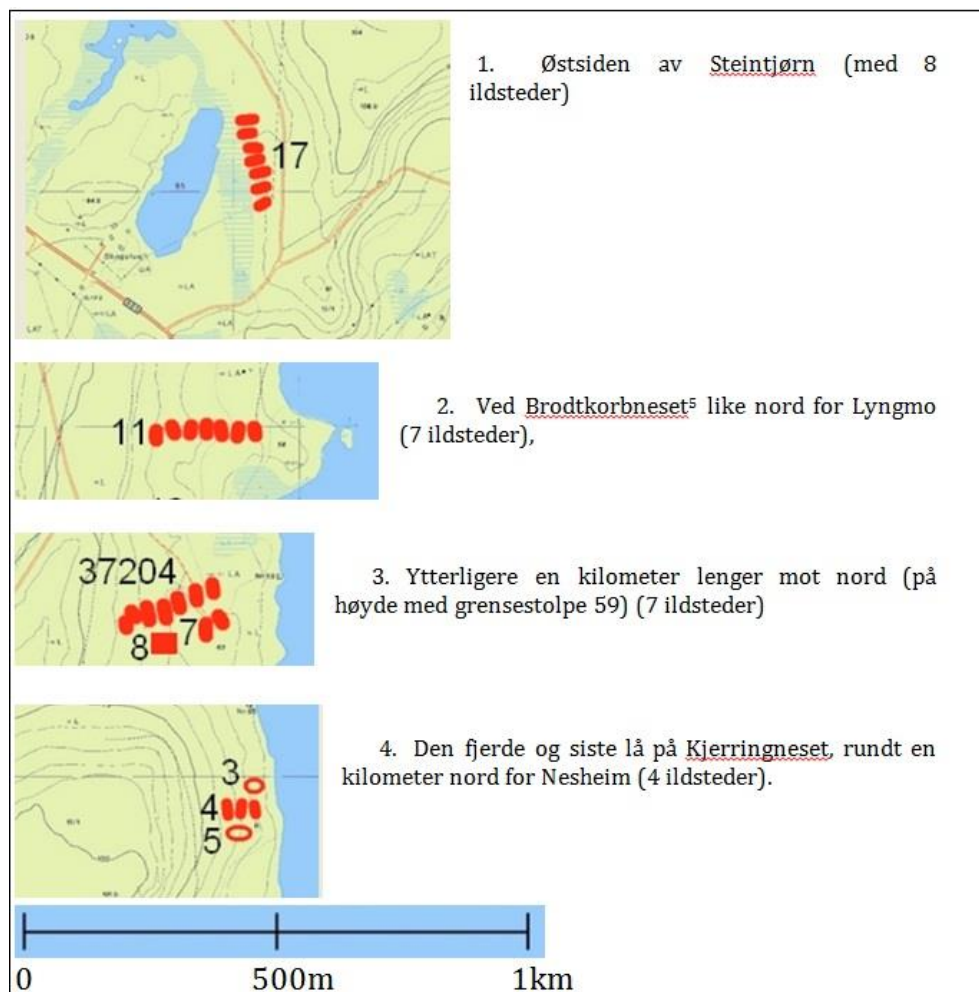 1. Østsiden av Steintjørn (med 8
ildsteder)
17
11
2. Ved Brodtkorbneset⁵ like nord for Lyngmo
(7 ildsteder),
37204
7
8
3. Ytterligere en kilometer lenger mot nord (på
høyde med grensestolpe 59) (7 ildsteder)
3
4
5
4. Den fjerde og siste lå på Kjerringneset, rundt en
kilometer nord for Nesheim (4 ildsteder).
0 500m 1km